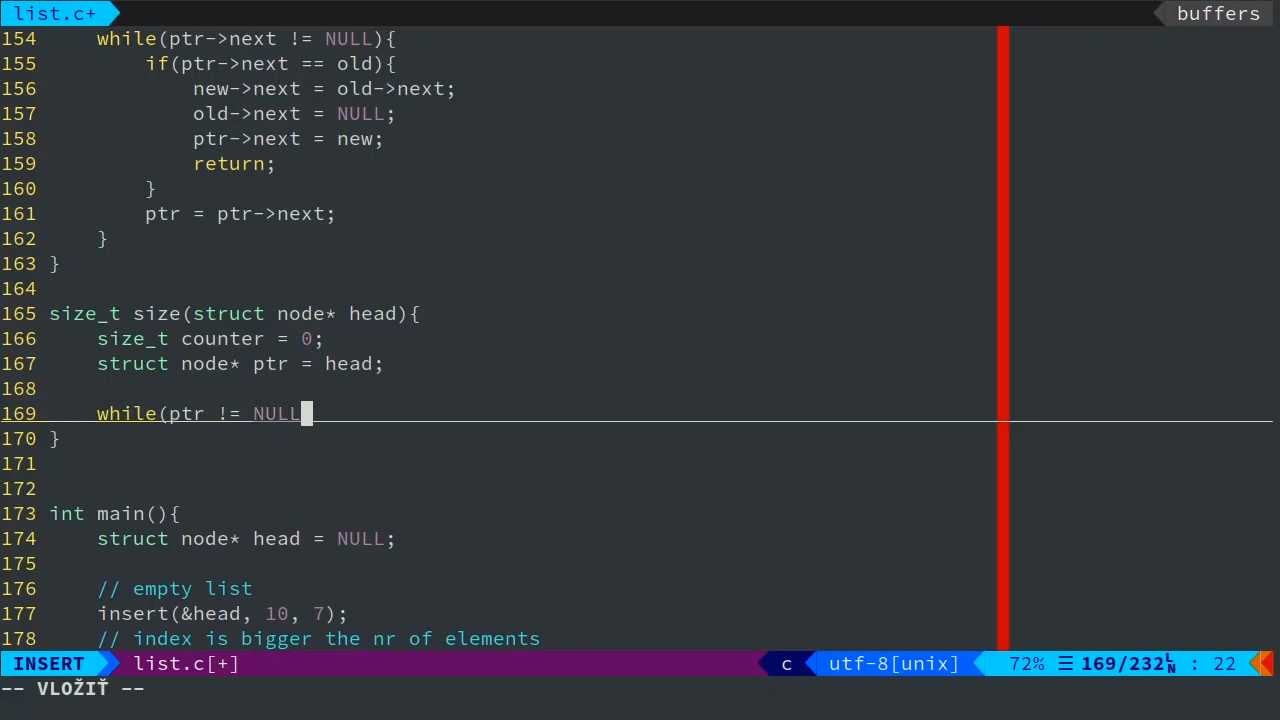 list.c+ buffers
154     while(ptr->next != NULL){
155         if(ptr->next == old){
156             new->next = old->next;
157             old->next = NULL;
158             ptr->next = new;
159             return;
160         }
161         ptr = ptr->next;
162     }
163 }
164
165 size_t size(struct node* head){
166     size_t counter = 0;
167     struct node* ptr = head;
168
169     while(ptr != NULL
170 }
171
172
173 int main(){
174     struct node* head = NULL;
175
176     // empty list
177     insert(&head, 10, 7);
178     // index is bigger the nr of elements
INSERT list.c[+] c utf-8[unix] 72% ☰ 169/232␤ : 22
-- VLOŽIŤ --